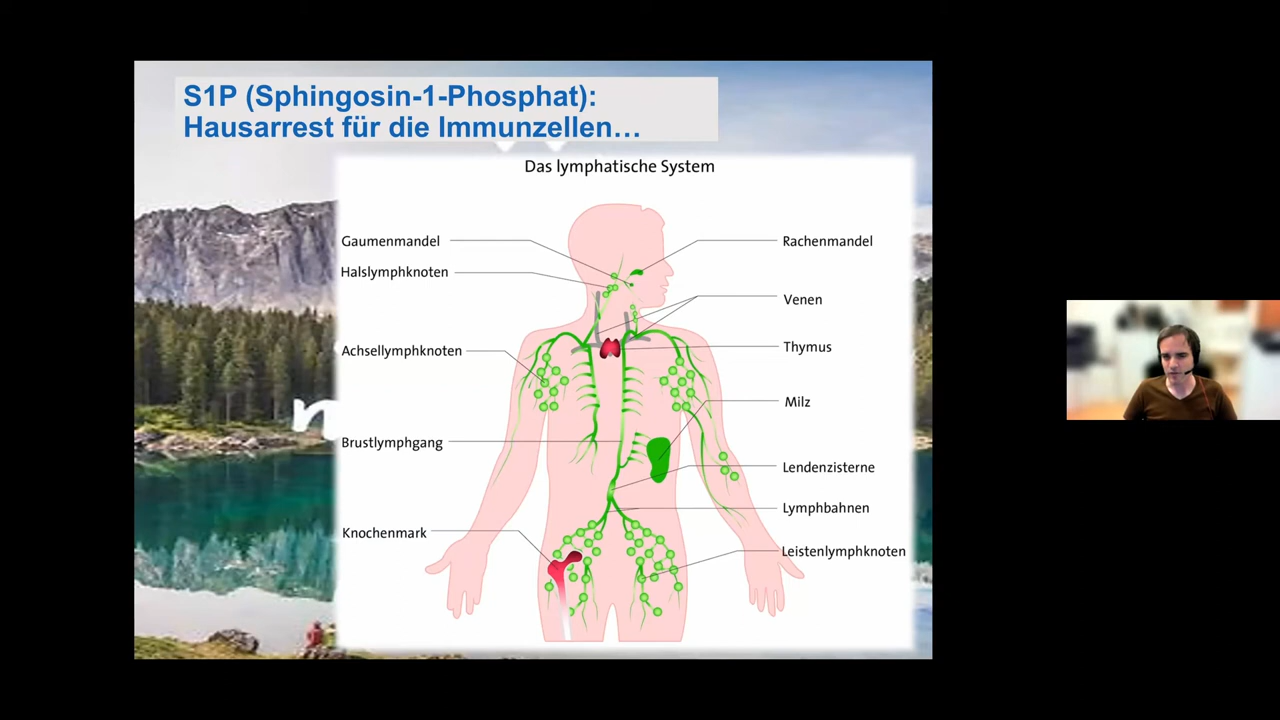 S1P (Sphingosin-1-Phosphat):
Hausarrest für die Immunzellen…
Das lymphatische System
Gaumenmandel
Halslymphknoten
Achsellymphknoten
Brustlymphgang
Knochenmark
Rachenmandel
Venen
Thymus
Milz
Lendenzisterne
Lymphbahnen
Leistenlymphknoten